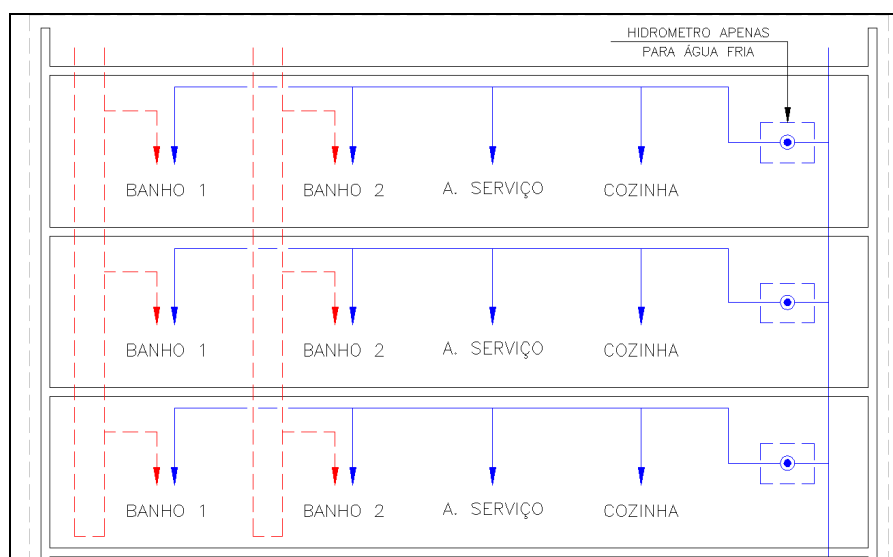 HIDROMETRO APENAS
PARA ÁGUA FRIA
BANHO 1
BANHO 2
A. SERVIÇO
COZINHA
BANHO 1
BANHO 2
A. SERVIÇO
COZINHA
BANHO 1
BANHO 2
A. SERVIÇO
COZINHA